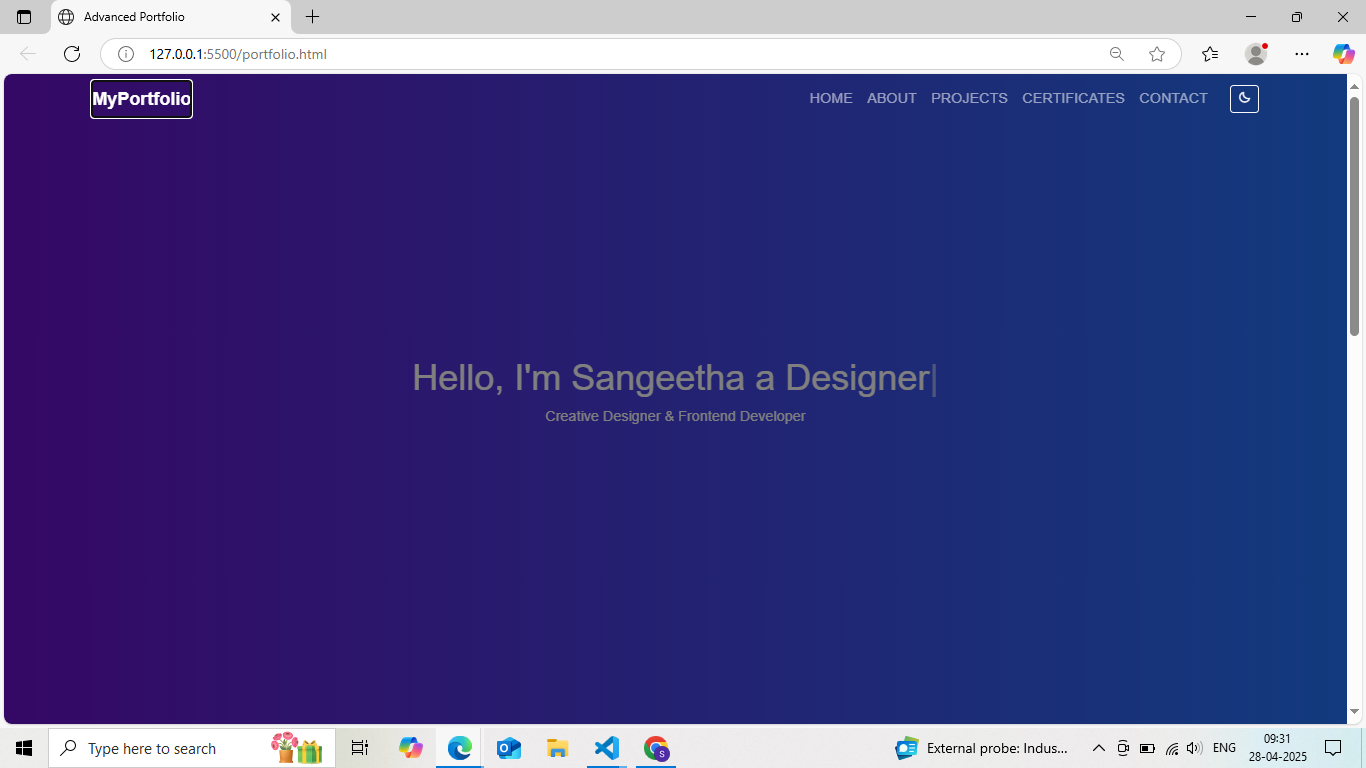 Advanced Portfolio
127.0.0.1:5500/portfolio.html
MyPortfolio
HOME ABOUT PROJECTS CERTIFICATES CONTACT
Hello, I'm Sangeetha a Designer|
Creative Designer & Frontend Developer
Type here to search
External probe: Indus...
ENG
09:31
28-04-2025
S